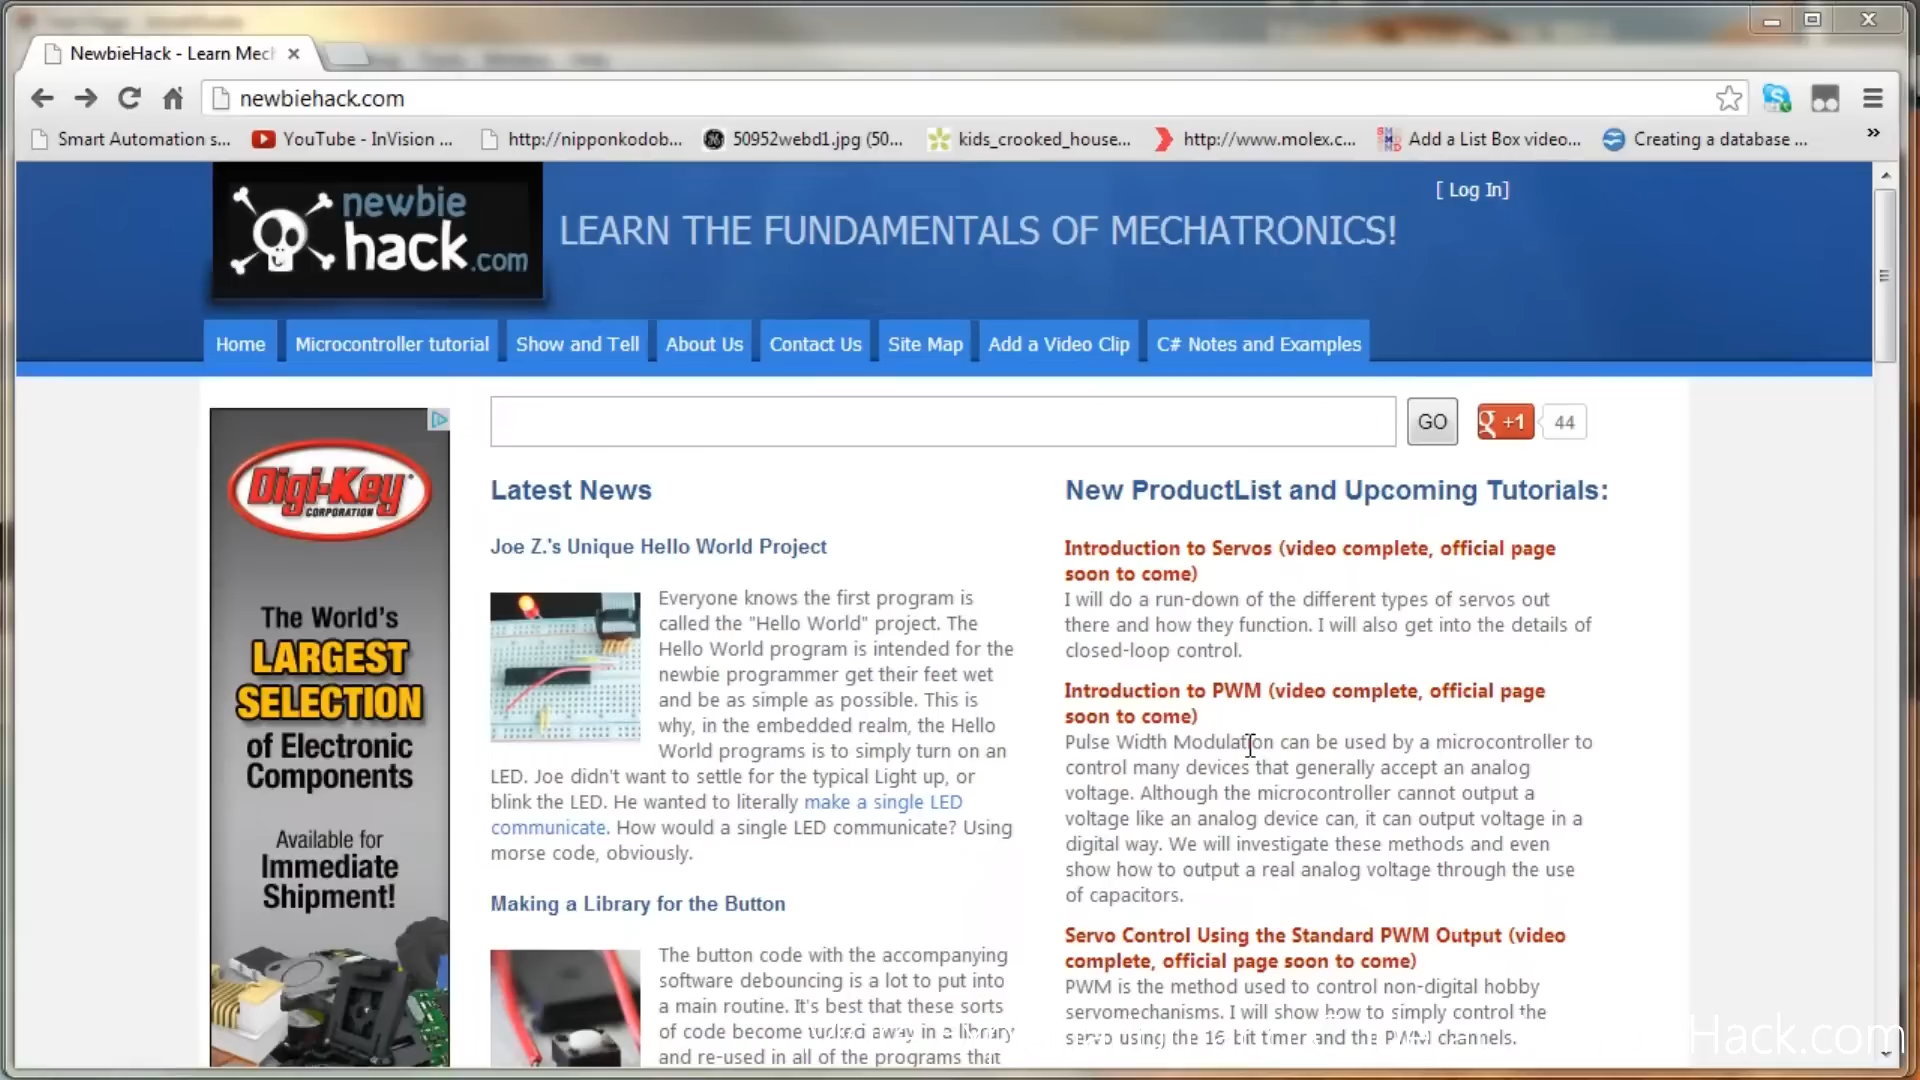 NewbieHack - Learn Mech
newbiehack.com
Smart Automation s...
YouTube - InVision ...
http://nipponkodob...
50952webd1.jpg (50...
kids_crooked_house...
http://www.molex.c...
Add a List Box video...
Creating a database ...
»
newbie
hack.com
LEARN THE FUNDAMENTALS OF MECHATRONICS!
[ Log In]
Home
Microcontroller tutorial
Show and Tell
About Us
Contact Us
Site Map
Add a Video Clip
C# Notes and Examples
GO
g +1
44
Digi-Key
CORPORATION
The World's
LARGEST
SELECTION
of Electronic
Components
Available for
Immediate
Shipment!
Latest News
Joe Z.'s Unique Hello World Project
Everyone knows the first program is
called the "Hello World" project. The
Hello World program is intended for the
newbie programmer get their feet wet
and be as simple as possible. This is
why, in the embedded realm, the Hello
World programs is to simply turn on an
LED. Joe didn't want to settle for the typical Light up, or
blink the LED. He wanted to literally make a single LED
communicate. How would a single LED communicate? Using
morse code, obviously.
Making a Library for the Button
The button code with the accompanying
software debouncing is a lot to put into
a main routine. It's best that these sorts
of code become tucked away in a library
and re-used in all of the programs that
New ProductList and Upcoming Tutorials:
Introduction to Servos (video complete, official page
soon to come)
I will do a run-down of the different types of servos out
there and how they function. I will also get into the details of
closed-loop control.
Introduction to PWM (video complete, official page
soon to come)
Pulse Width Modulation can be used by a microcontroller to
control many devices that generally accept an analog
voltage. Although the microcontroller cannot output a
voltage like an analog device can, it can output voltage in a
digital way. We will investigate these methods and even
show how to output a real analog voltage through the use
of capacitors.
Servo Control Using the Standard PWM Output (video
complete, official page soon to come)
PWM is the method used to control non-digital hobby
servomechanisms. I will show how to simply control the
servo using the 16 bit timer and the PWM channels.
Hack.com